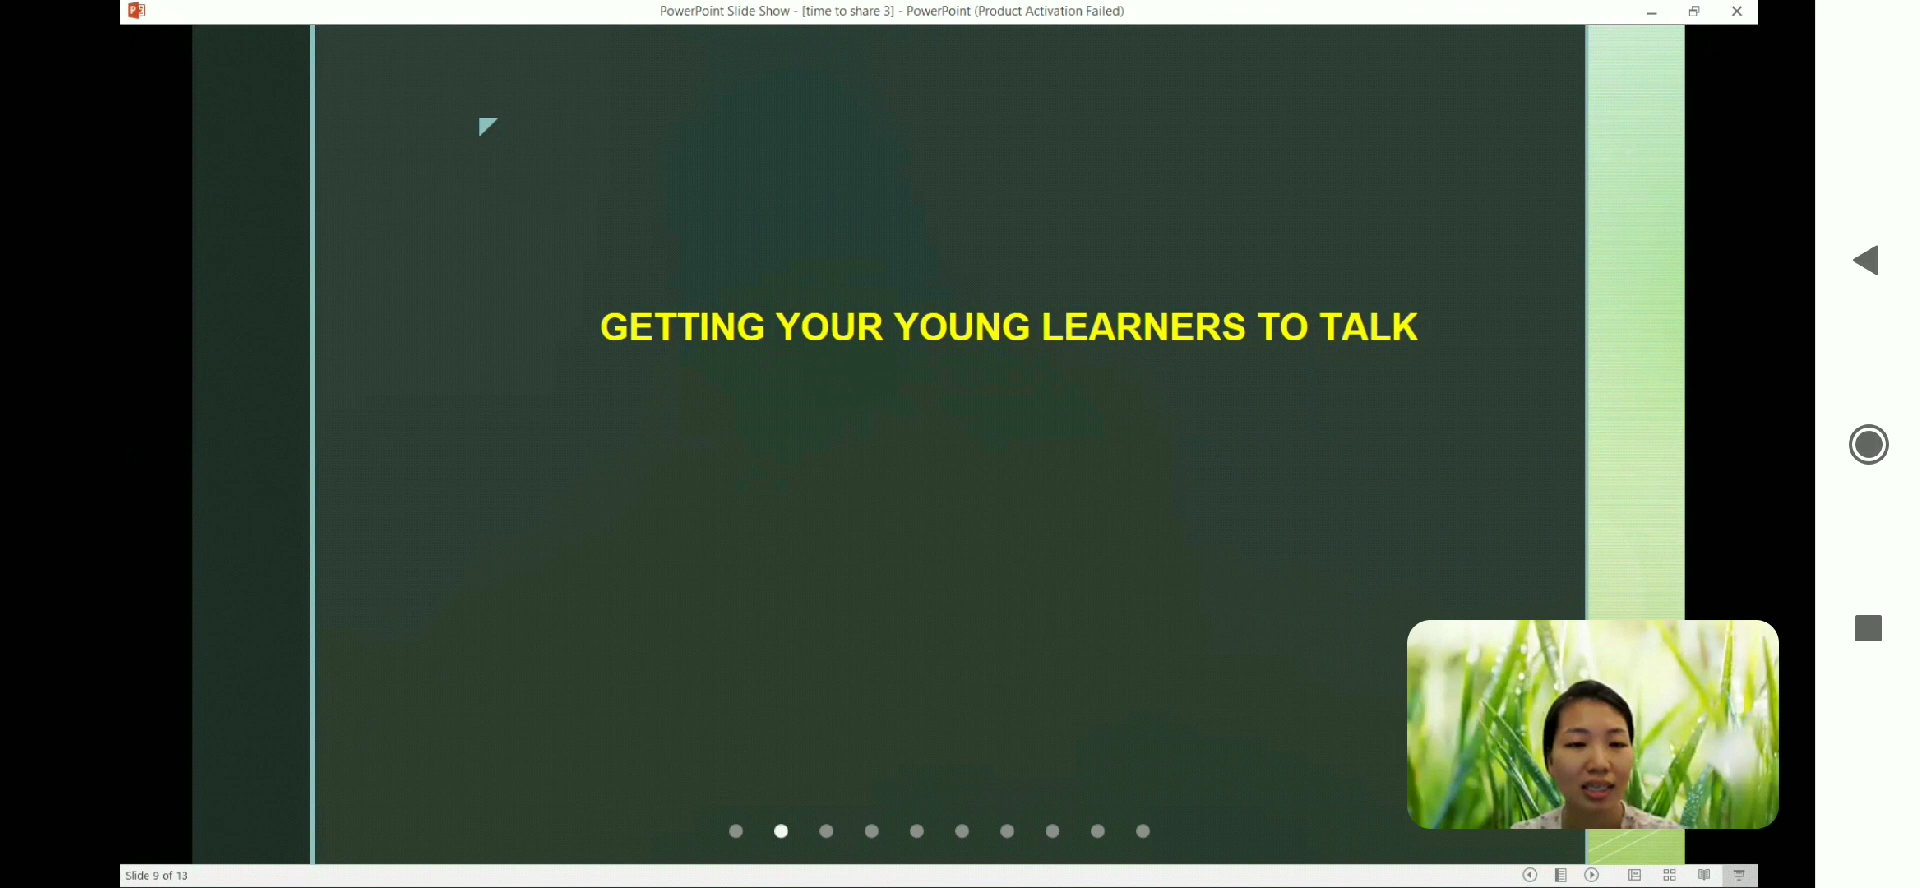 PowerPoint Slide Show - [time to share 3] - PowerPoint (Product Activation Failed)
GETTING YOUR YOUNG LEARNERS TO TALK
Slide 9 of 13